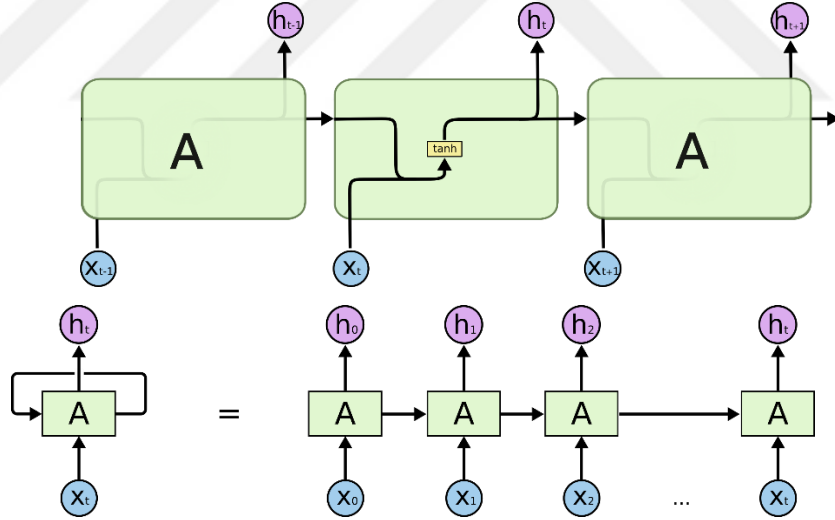 ht-1 ht ht+1
A tanh A
xt-1 xt xt+1
ht h0 h1 h2 ht
A = A A A A
xt x0 x1 x2 ... xt